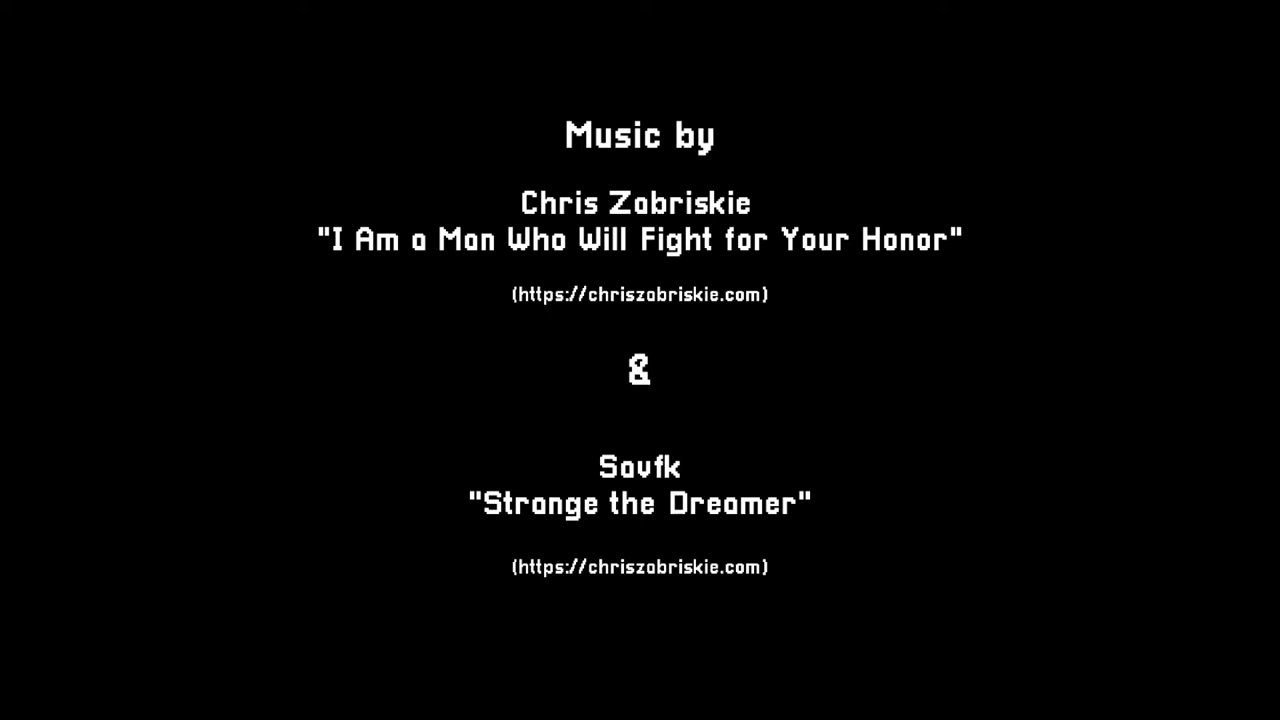 Music by
Chris Zabriskie
"I Am a Man Who Will Fight for Your Honor"
(https://chriszabriskie.com)
&
Savfk
"Strange the Dreamer"
(https://chriszabriskie.com)